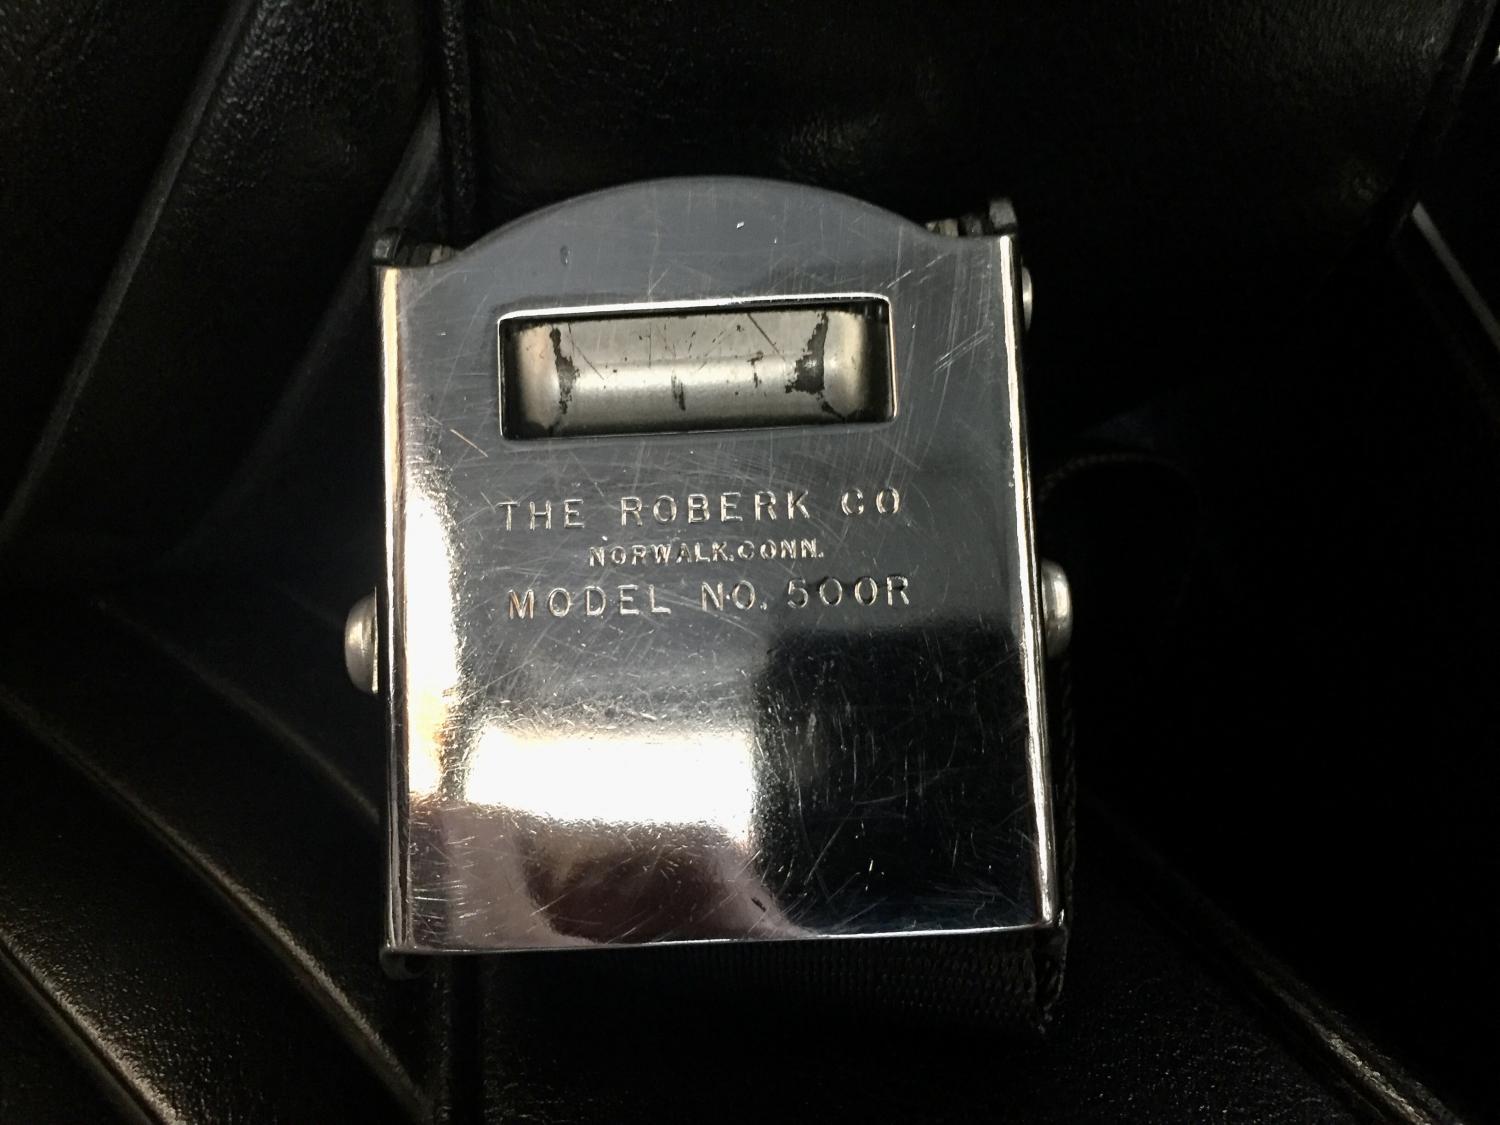 THE ROBERK CO
NORWALK.CONN.
MODEL NO. 500R